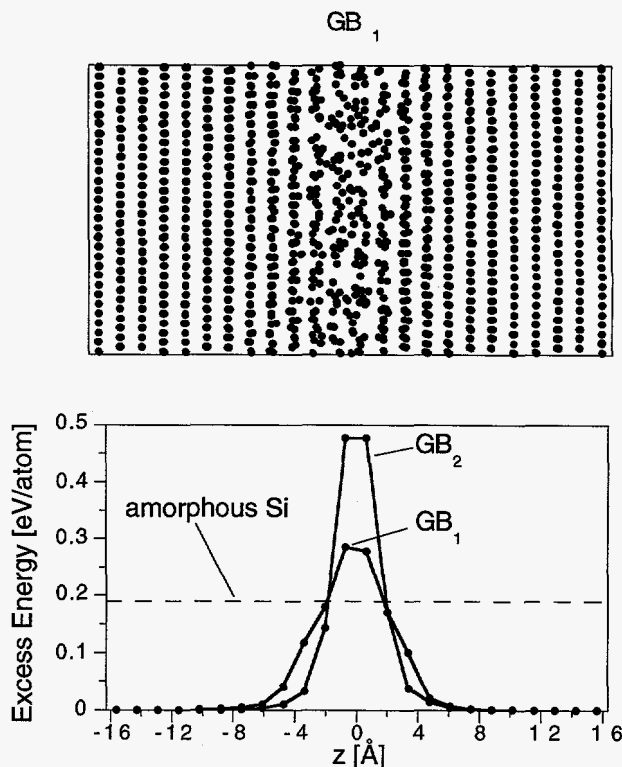 GB1
0.5
0.4
0.3
0.2
0.1
0
Excess Energy [eV/atom]
amorphous Si
GB2
GB1
-16 -12 -8 -4 0 4 8 12 16
z [Å]